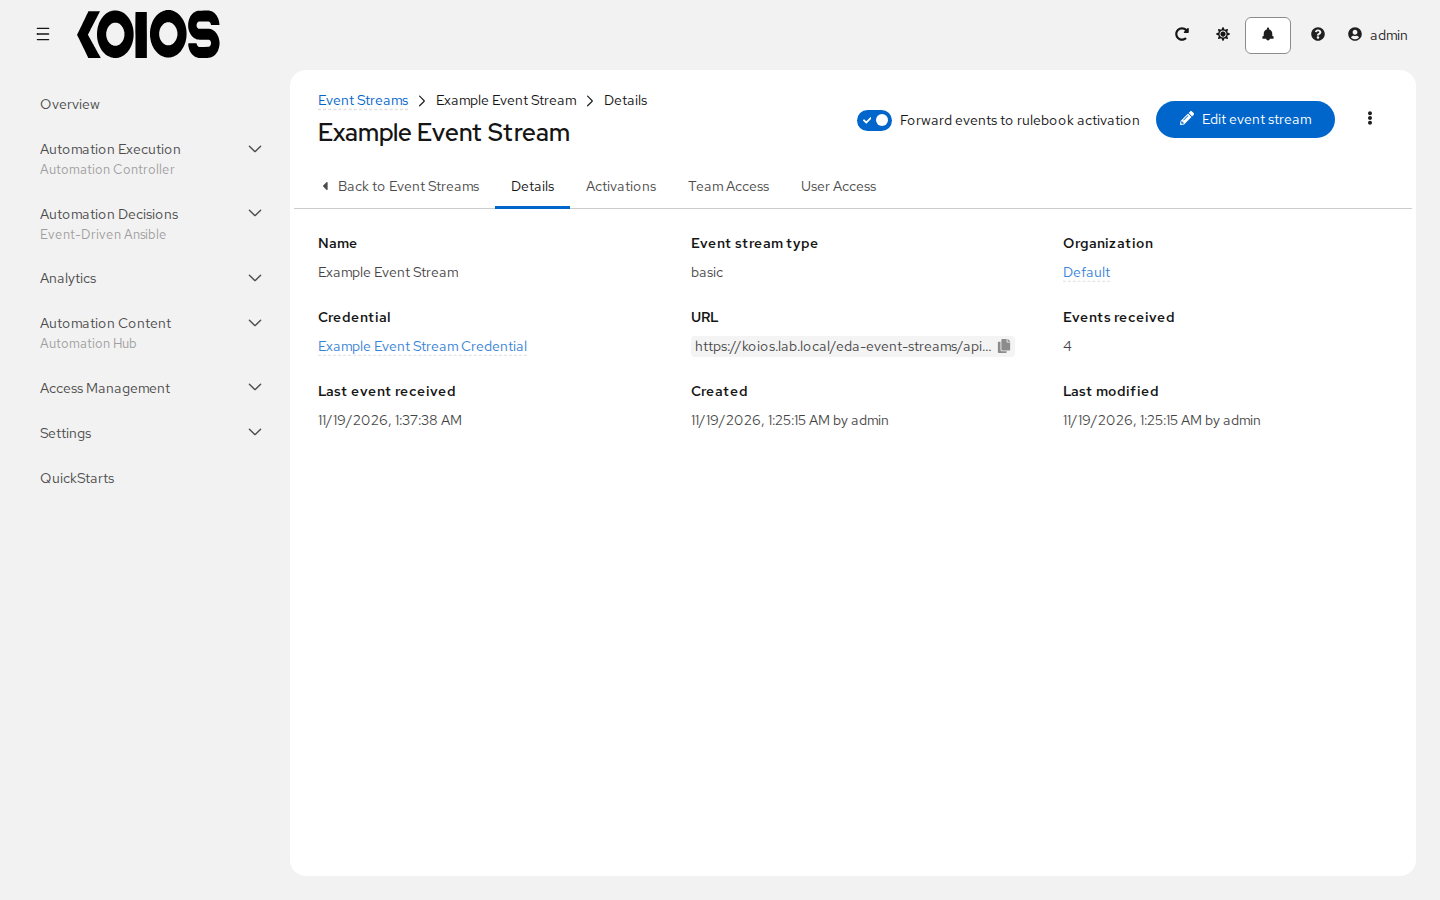 KOIOS
admin
Overview
Automation Execution
Automation Controller
Automation Decisions
Event-Driven Ansible
Analytics
Automation Content
Automation Hub
Access Management
Settings
QuickStarts
Event Streams > Example Event Stream > Details
Example Event Stream
Forward events to rulebook activation
Edit event stream
Back to Event Streams
Details
Activations
Team Access
User Access
Name
Example Event Stream
Event stream type
basic
Organization
Default
Credential
Example Event Stream Credential
URL
https://koios.lab.local/eda-event-streams/api...
Events received
4
Last event received
11/19/2026, 1:37:38 AM
Created
11/19/2026, 1:25:15 AM by admin
Last modified
11/19/2026, 1:25:15 AM by admin